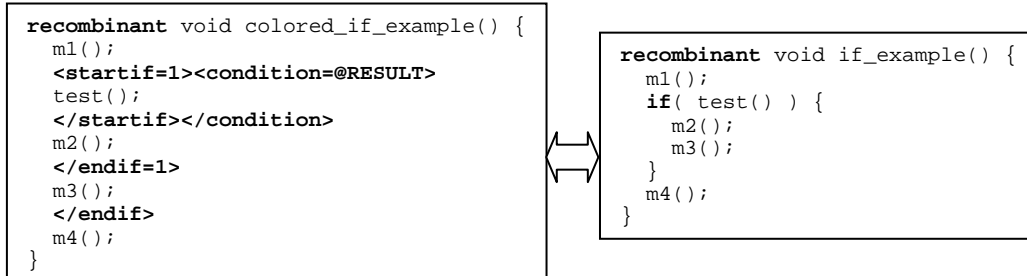 recombinant void colored_if_example() {
m1();
<startif=1><condition=@RESULT>
test();
</startif></condition>
m2();
</endif=1>
m3();
</endif>
m4();
}
recombinant void if_example() {
m1();
if( test() ) {
m2();
m3();
}
m4();
}